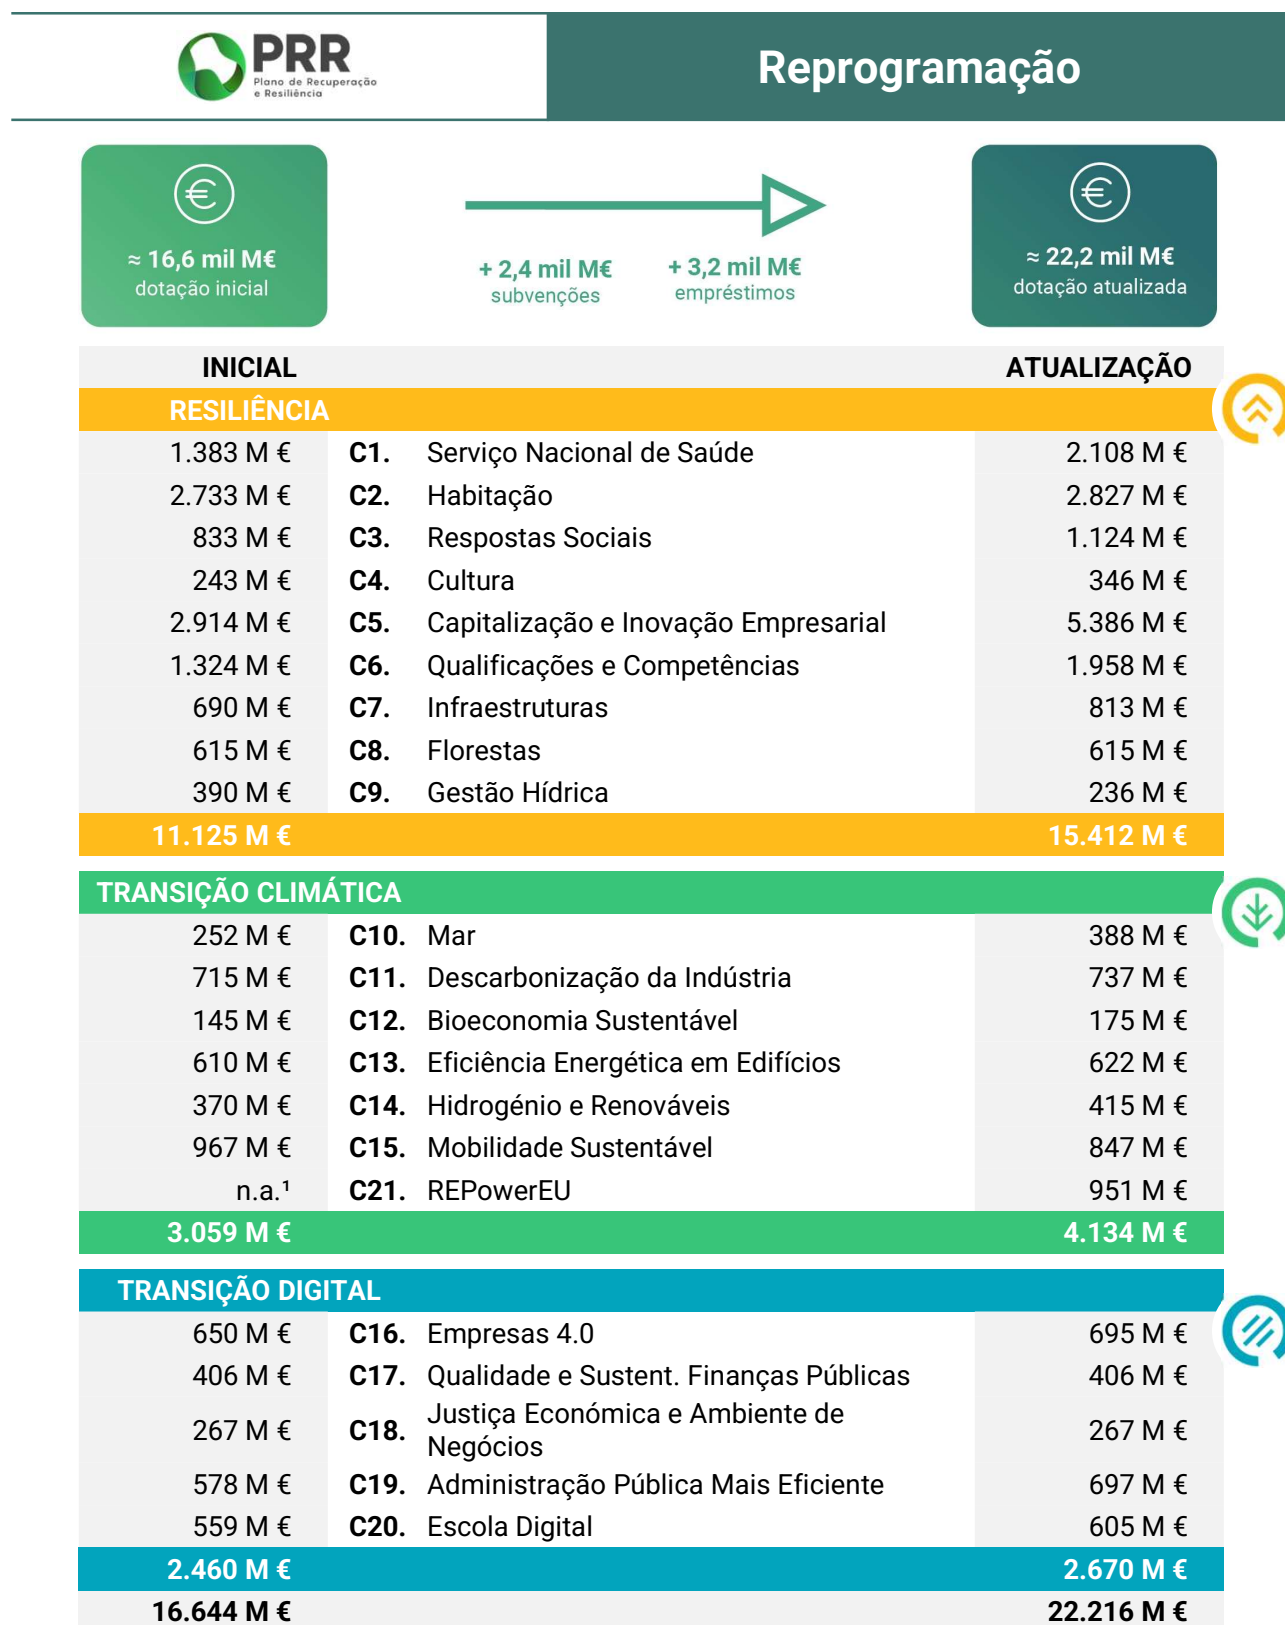 PRR
Plano de Recuperação
e Resiliência
Reprogramação
≈ 16,6 mil M€
dotação inicial
+ 2,4 mil M€
subvenções
+ 3,2 mil M€
empréstimos
≈ 22,2 mil M€
dotação atualizada
INICIAL ATUALIZAÇÃO
RESILIÊNCIA
1.383 M € C1. Serviço Nacional de Saúde 2.108 M €
2.733 M € C2. Habitação 2.827 M €
833 M € C3. Respostas Sociais 1.124 M €
243 M € C4. Cultura 346 M €
2.914 M € C5. Capitalização e Inovação Empresarial 5.386 M €
1.324 M € C6. Qualificações e Competências 1.958 M €
690 M € C7. Infraestruturas 813 M €
615 M € C8. Florestas 615 M €
390 M € C9. Gestão Hídrica 236 M €
11.125 M € 15.412 M €
TRANSIÇÃO CLIMÁTICA
252 M € C10. Mar 388 M €
715 M € C11. Descarbonização da Indústria 737 M €
145 M € C12. Bioeconomia Sustentável 175 M €
610 M € C13. Eficiência Energética em Edifícios 622 M €
370 M € C14. Hidrogénio e Renováveis 415 M €
967 M € C15. Mobilidade Sustentável 847 M €
n.a.¹ C21. REPowerEU 951 M €
3.059 M € 4.134 M €
TRANSIÇÃO DIGITAL
650 M € C16. Empresas 4.0 695 M €
406 M € C17. Qualidade e Sustent. Finanças Públicas 406 M €
267 M € C18. Justiça Económica e Ambiente de
Negócios 267 M €
578 M € C19. Administração Pública Mais Eficiente 697 M €
559 M € C20. Escola Digital 605 M €
2.460 M € 2.670 M €
16.644 M € 22.216 M €